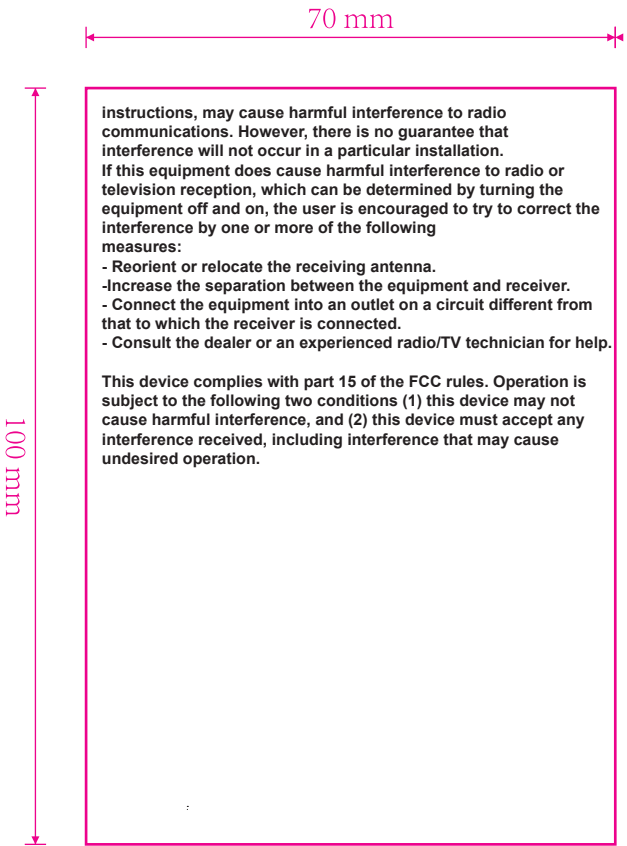 70 mm
instructions, may cause harmful interference to radio
communications. However, there is no guarantee that
interference will not occur in a particular installation.
If this equipment does cause harmful interference to radio or
television reception, which can be determined by turning the
equipment off and on, the user is encouraged to try to correct the
interference by one or more of the following
measures:
- Reorient or relocate the receiving antenna.
-Increase the separation between the equipment and receiver.
- Connect the equipment into an outlet on a circuit different from
that to which the receiver is connected.
- Consult the dealer or an experienced radio/TV technician for help.
This device complies with part 15 of the FCC rules. Operation is
subject to the following two conditions (1) this device may not
cause harmful interference, and (2) this device must accept any
interference received, including interference that may cause
undesired operation.
100 mm